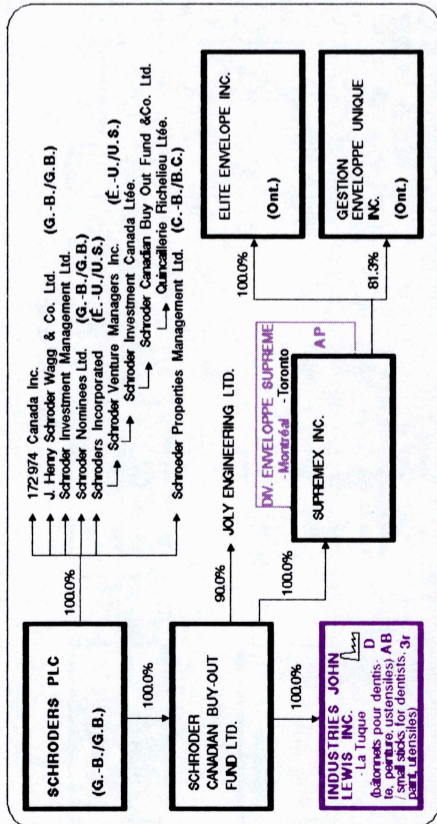 SCHRODERS PLC
(G.-B./G.B.)
100.0%
172974 Canada Inc.
J. Henry Schroder Wagg & Co. Ltd. (G.-B./G.B.)
Schroder Investment Management Ltd.
Schroder Nominees Ltd. (G.-B./G.B.)
Schroders Incorporated (É.-U./U.S.)
Schroder Venture Managers Inc. (É.-U./U.S.)
Schroder Investment Canada Ltée.
Schroder Canadian Buy Out Fund &Co. Ltd.
Quincaillerie Richelieu Ltée.
Schroeder Properties Management Ltd. (C.-B./B.C.)
100.0%
SCHRODER
CANADIAN BUY-OUT
FUND LTD.
90.0%
JOLY ENGINEERING LTD.
100.0%
100.0%
INDUSTRIES JOHN
LEWIS INC.
- La Tuque
D
(bâtonnets pour dentis-
te, peinture, ustensiles) AB
/ small sticks for dentists, 3r
paint, utensiles)
DIV. ENVELOPPE SUPREME
- Montréal - Toronto
AP
SUPREMEX INC.
100.0%
ELITE ENVELOPE INC.
(Ont.)
81.3%
GESTION
ENVELOPPE UNIQUE
INC.
(Ont.)